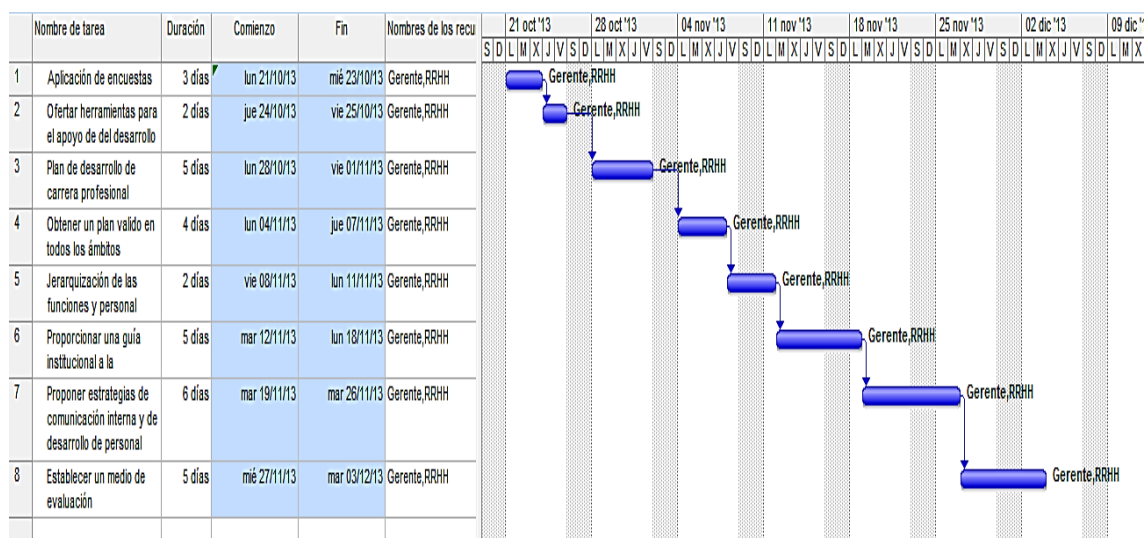 Nombre de tarea Duración Comienzo Fin Nombres de los recu
21 oct '13 28 oct '13 04 nov '13 11 nov '13 18 nov '13 25 nov '13 02 dic '13 09 dic '
S D L M X J V S D L M X J V S D L M X J V S D L M X J V S D L M X J V S D L M X J V S D L M X J V S D L M X
1 Aplicación de encuestas 3 días lun 21/10/13 mié 23/10/13 Gerente,RRHH Gerente,RRHH
2 Ofertar herramientas para 2 días jue 24/10/13 vie 25/10/13 Gerente,RRHH Gerente,RRHH
el apoyo de del desarrollo
3 Plan de desarrollo de 5 días lun 28/10/13 vie 01/11/13 Gerente,RRHH Gerente,RRHH
carrera profesional
4 Obtener un plan valido en 4 días lun 04/11/13 jue 07/11/13 Gerente,RRHH Gerente,RRHH
todos los ámbitos
5 Jerarquización de las 2 días vie 08/11/13 lun 11/11/13 Gerente,RRHH Gerente,RRHH
funciones y personal
6 Proporcionar una guía 5 días mar 12/11/13 lun 18/11/13 Gerente,RRHH Gerente,RRHH
institucional a la
7 Proponer estrategias de 6 días mar 19/11/13 mar 26/11/13 Gerente,RRHH Gerente,RRHH
comunicación interna y de
desarrollo de personal
8 Establecer un medio de 5 días mié 27/11/13 mar 03/12/13 Gerente,RRHH Gerente,RRHH
evaluación